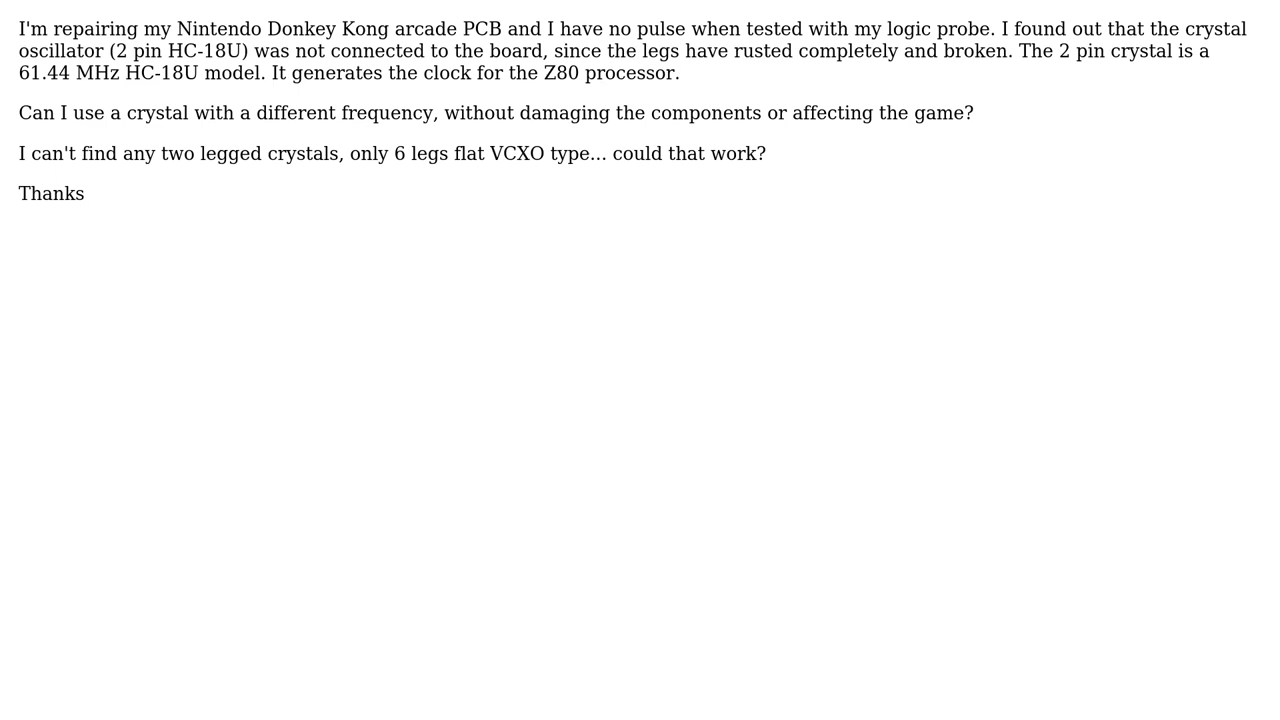 I'm repairing my Nintendo Donkey Kong arcade PCB and I have no pulse when tested with my logic probe. I found out that the crystal
oscillator (2 pin HC-18U) was not connected to the board, since the legs have rusted completely and broken. The 2 pin crystal is a
61.44 MHz HC-18U model. It generates the clock for the Z80 processor.
Can I use a crystal with a different frequency, without damaging the components or affecting the game?
I can't find any two legged crystals, only 6 legs flat VCXO type... could that work?
Thanks